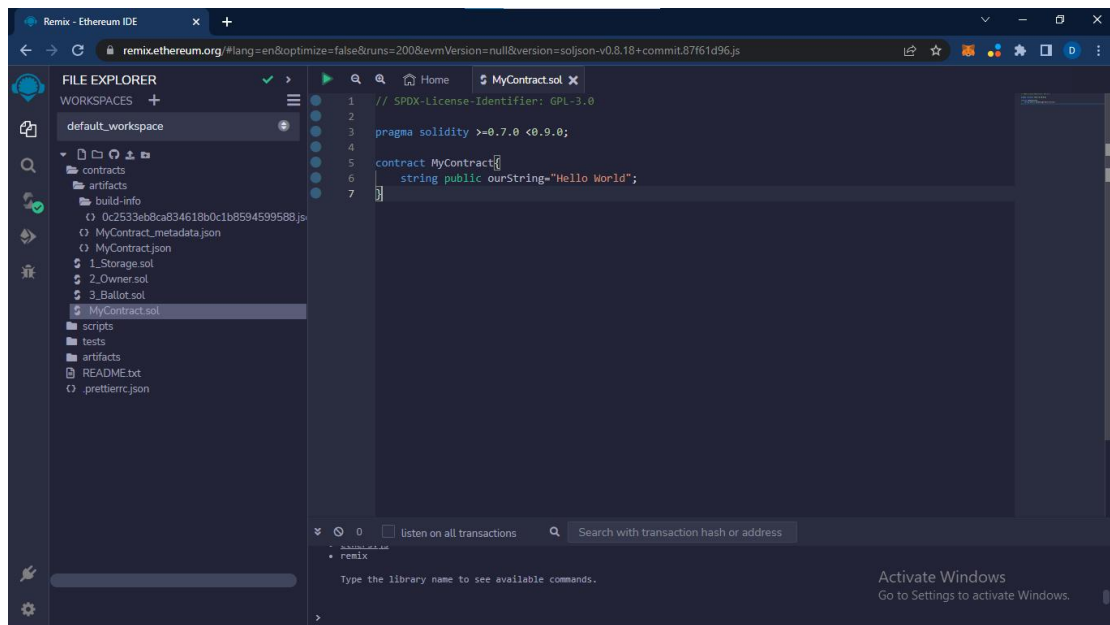 Remix - Ethereum IDE
remix.ethereum.org/#lang=en&optimize=false&runs=200&evmVersion=null&version=soljson-v0.8.18+commit.87f61d96.js
D
FILE EXPLORER
WORKSPACES
default_workspace
contracts
artifacts
build-info
0c2533eb8ca834618b0c1b8594599588.js
MyContract_metadata.json
MyContract.json
1_Storage.sol
2_Owner.sol
3_Ballot.sol
MyContract.sol
scripts
tests
artifacts
README.txt
.prettierrc.json
Home
MyContract.sol
1 // SPDX-License-Identifier: GPL-3.0
2
3 pragma solidity >=0.7.0 <0.9.0;
4
5 contract MyContract{
6 string public ourString="Hello World";
7 }
0
listen on all transactions
Search with transaction hash or address
remix
Type the library name to see available commands.
>
Activate Windows
Go to Settings to activate Windows.